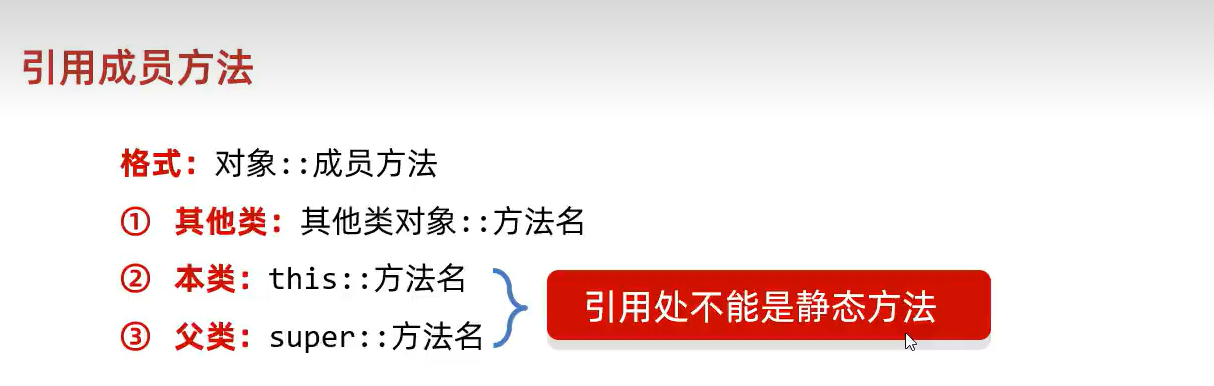 引用成员方法
格式：对象::成员方法
① 其他类：其他类对象::方法名
② 本类：this::方法名
引用处不能是静态方法
③ 父类：super::方法名